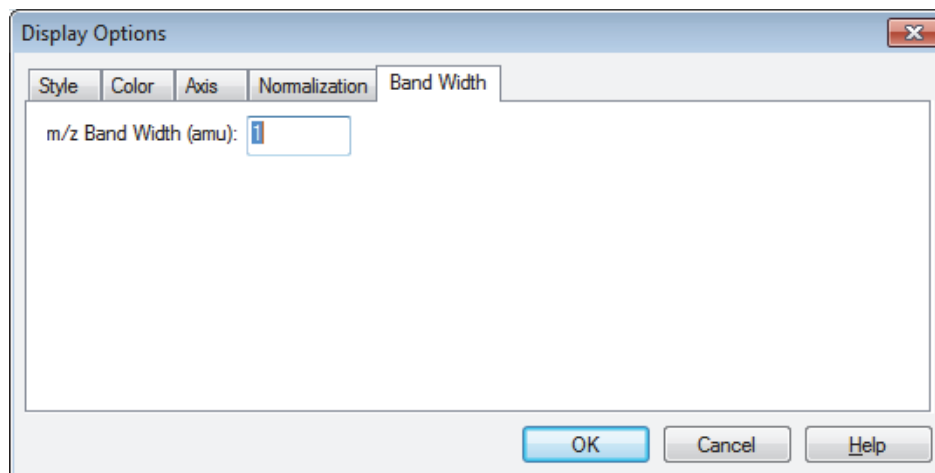 Display Options
Style Color Axis Normalization Band Width
m/z Band Width (amu): 1
OK Cancel Help